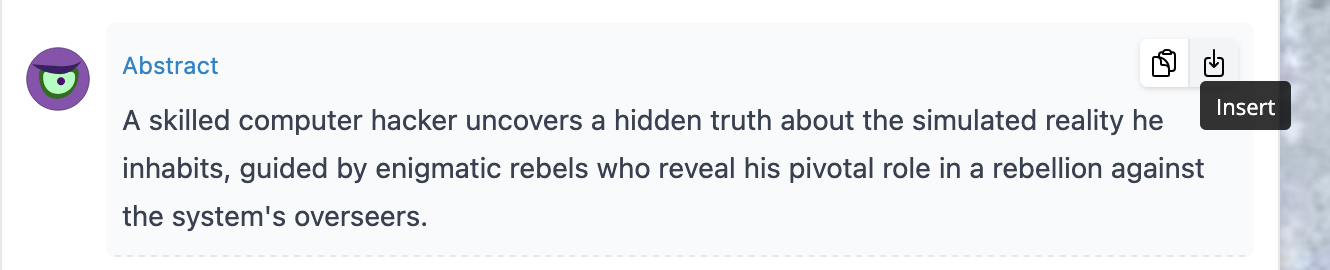 Abstract
Insert
A skilled computer hacker uncovers a hidden truth about the simulated reality he
inhabits, guided by enigmatic rebels who reveal his pivotal role in a rebellion against
the system's overseers.